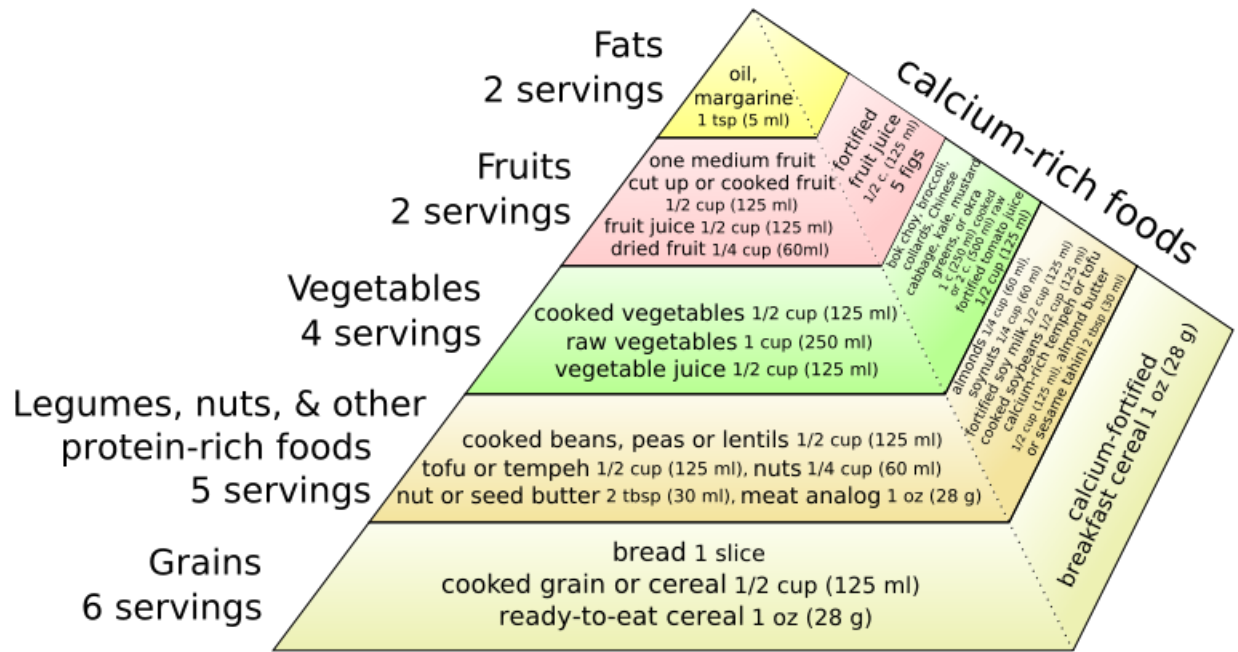 Fats
2 servings
oil,
margarine
1 tsp (5 ml)
Fruits
2 servings
one medium fruit
cut up or cooked fruit
1/2 cup (125 ml)
fruit juice 1/2 cup (125 ml)
dried fruit 1/4 cup (60ml)
Vegetables
4 servings
cooked vegetables 1/2 cup (125 ml)
raw vegetables 1 cup (250 ml)
vegetable juice 1/2 cup (125 ml)
Legumes, nuts, & other
protein-rich foods
5 servings
cooked beans, peas or lentils 1/2 cup (125 ml)
tofu or tempeh 1/2 cup (125 ml), nuts 1/4 cup (60 ml)
nut or seed butter 2 tbsp (30 ml), meat analog 1 oz (28 g)
Grains
6 servings
bread 1 slice
cooked grain or cereal 1/2 cup (125 ml)
ready-to-eat cereal 1 oz (28 g)
calcium-rich foods
fortified
fruit juice
1/2 c. (125 ml)
5 figs
bok choy, broccoli,
collards, Chinese
cabbage, kale, mustard
greens, or okra
1 c (250 ml) cooked
or 2 c. (500 ml) raw
fortified tomato juice
1/2 cup (125 ml)
almonds 1/4 cup (60 ml),
soynuts 1/4 cup (60 ml)
fortified soy milk 1/2 cup (125 ml)
cooked soybeans 1/2 cup (125 ml)
calcium-rich tempeh or tofu
1/2 cup (125 ml), almond butter
or sesame tahini 2 tbsp (30 ml)
calcium-fortified
breakfast cereal 1 oz (28 g)